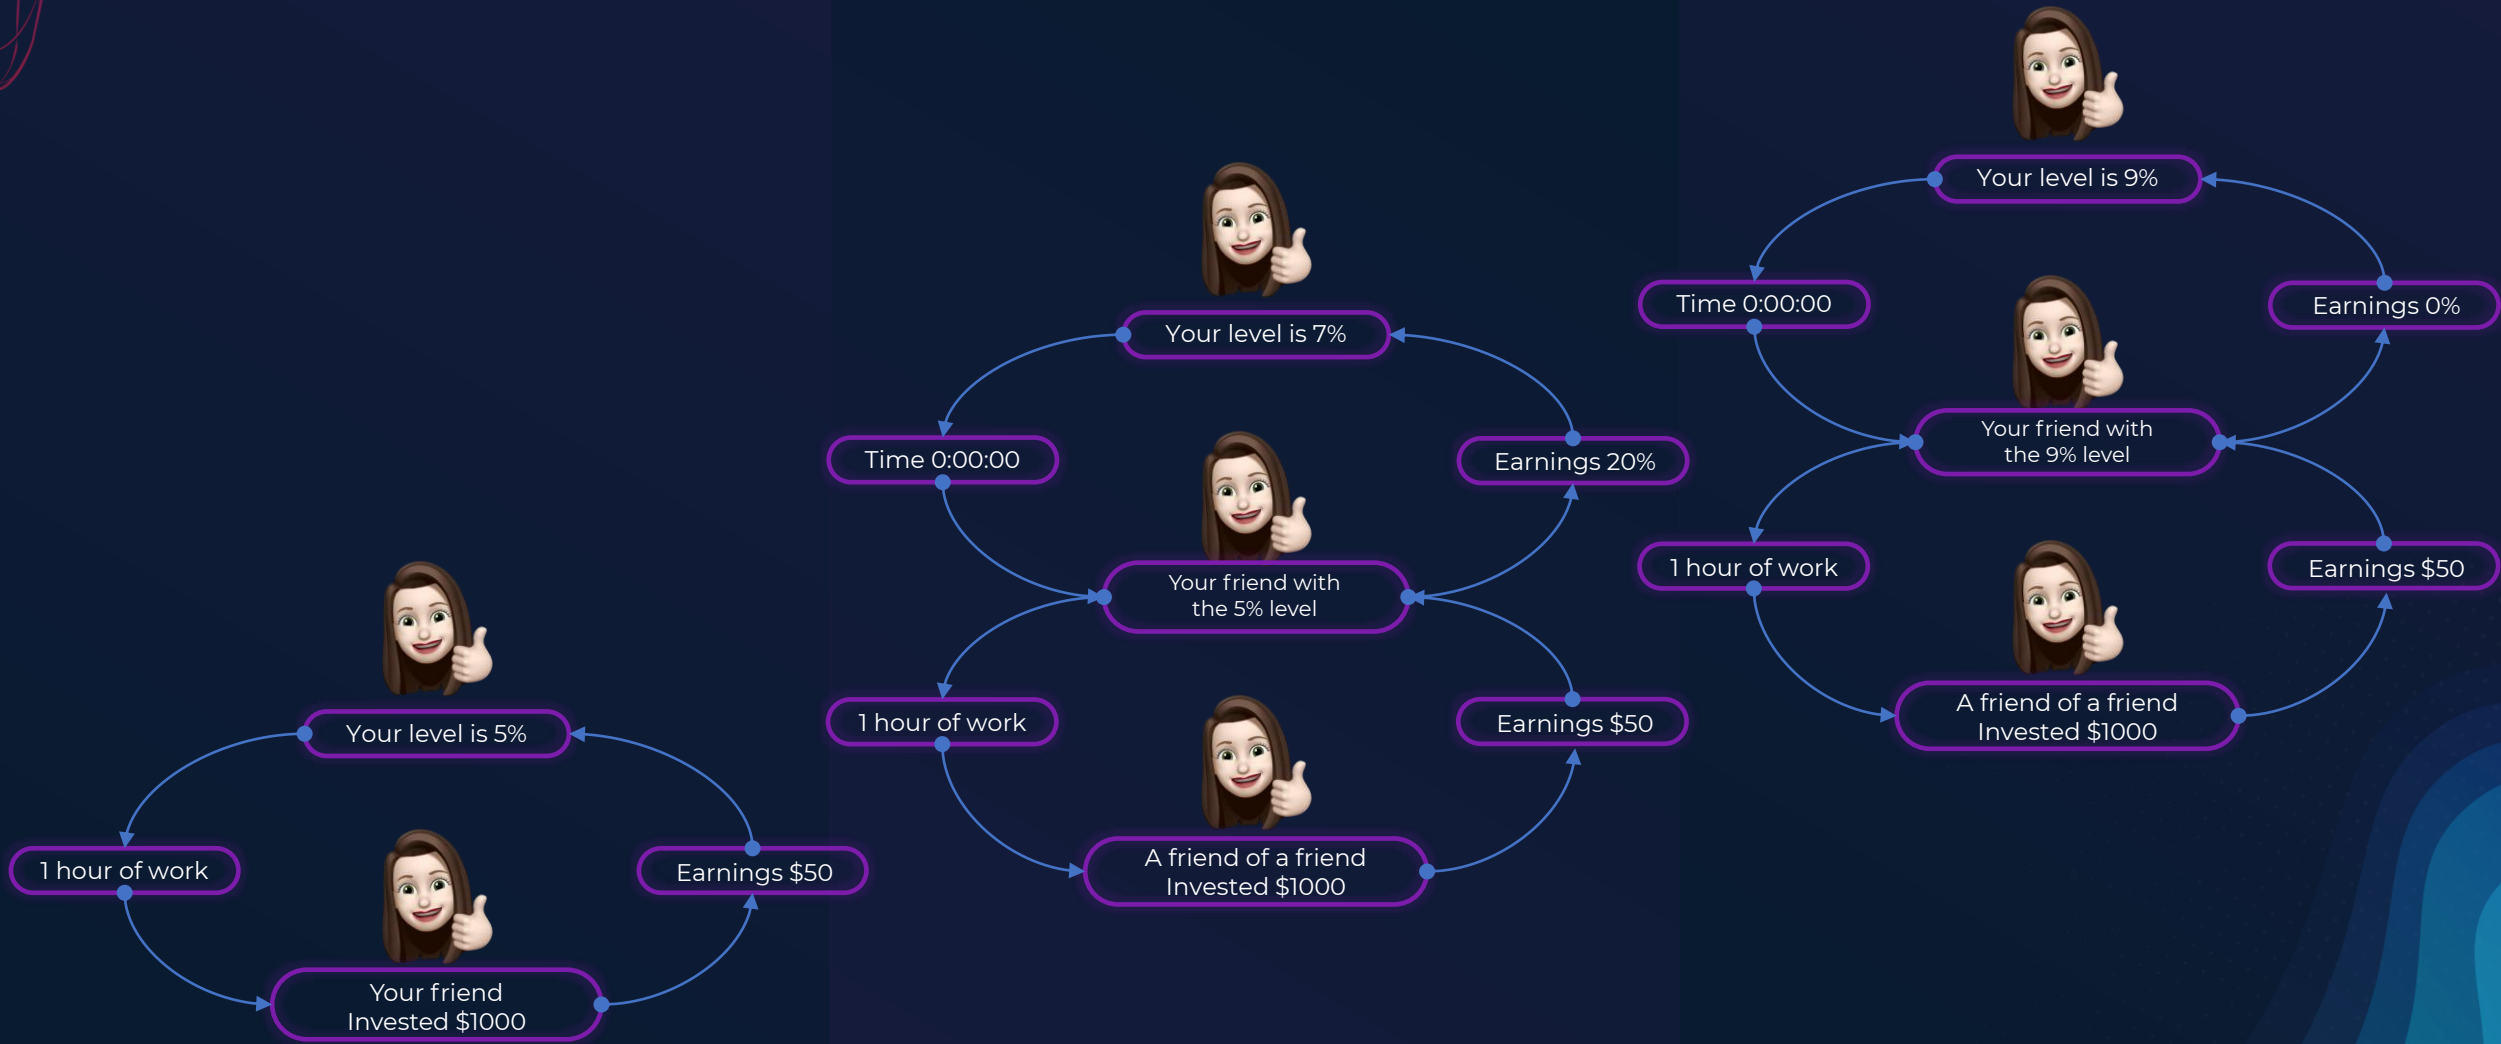 Your level is 5%
1 hour of work
Earnings $50
Your friend
Invested $1000
Your level is 7%
Time 0:00:00
Earnings 20%
Your friend with
the 5% level
1 hour of work
Earnings $50
A friend of a friend
Invested $1000
Your level is 9%
Time 0:00:00
Earnings 0%
Your friend with
the 9% level
1 hour of work
Earnings $50
A friend of a friend
Invested $1000